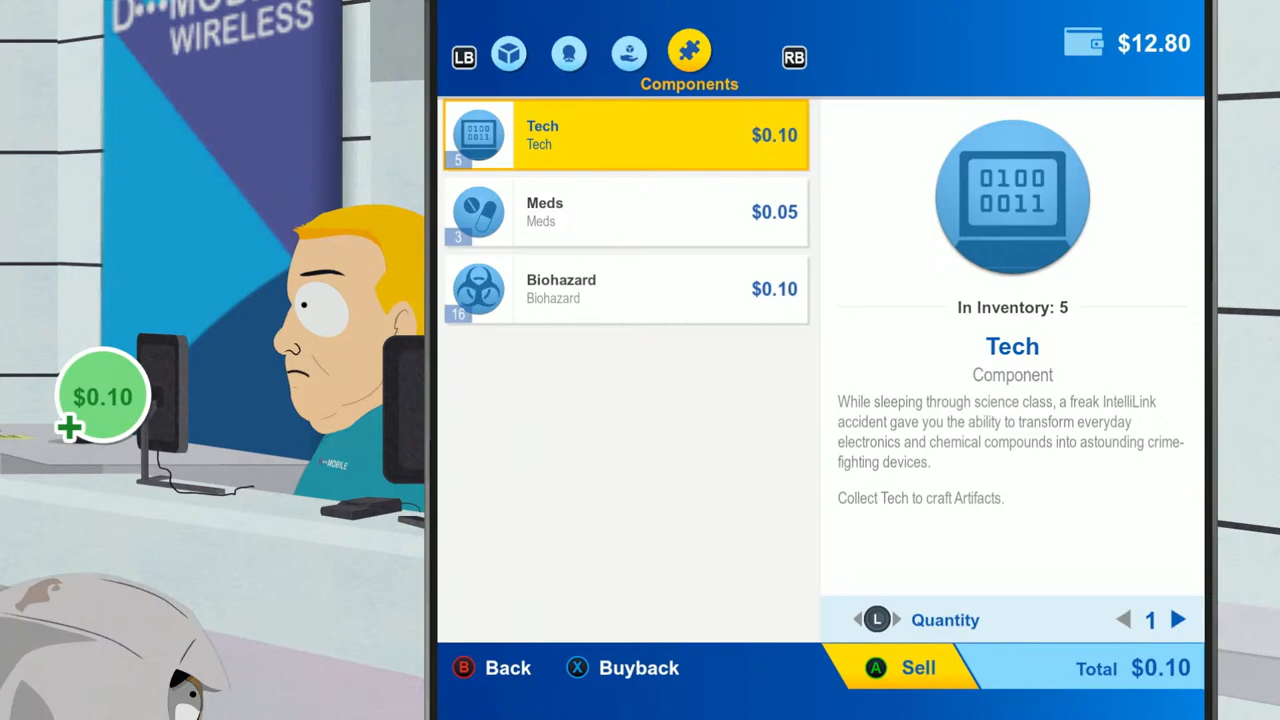 D•••MOBILE
WIRELESS
LB
RB
Components
$12.80
Tech
Tech
$0.10
5
Meds
Meds
$0.05
3
Biohazard
Biohazard
$0.10
16
0100
0011
In Inventory: 5
Tech
Component
While sleeping through science class, a freak IntelliLink
accident gave you the ability to transform everyday
electronics and chemical compounds into astounding crime-
fighting devices.
Collect Tech to craft Artifacts.
L Quantity 1
B Back X Buyback A Sell Total $0.10
$0.10
D•••MOBILE